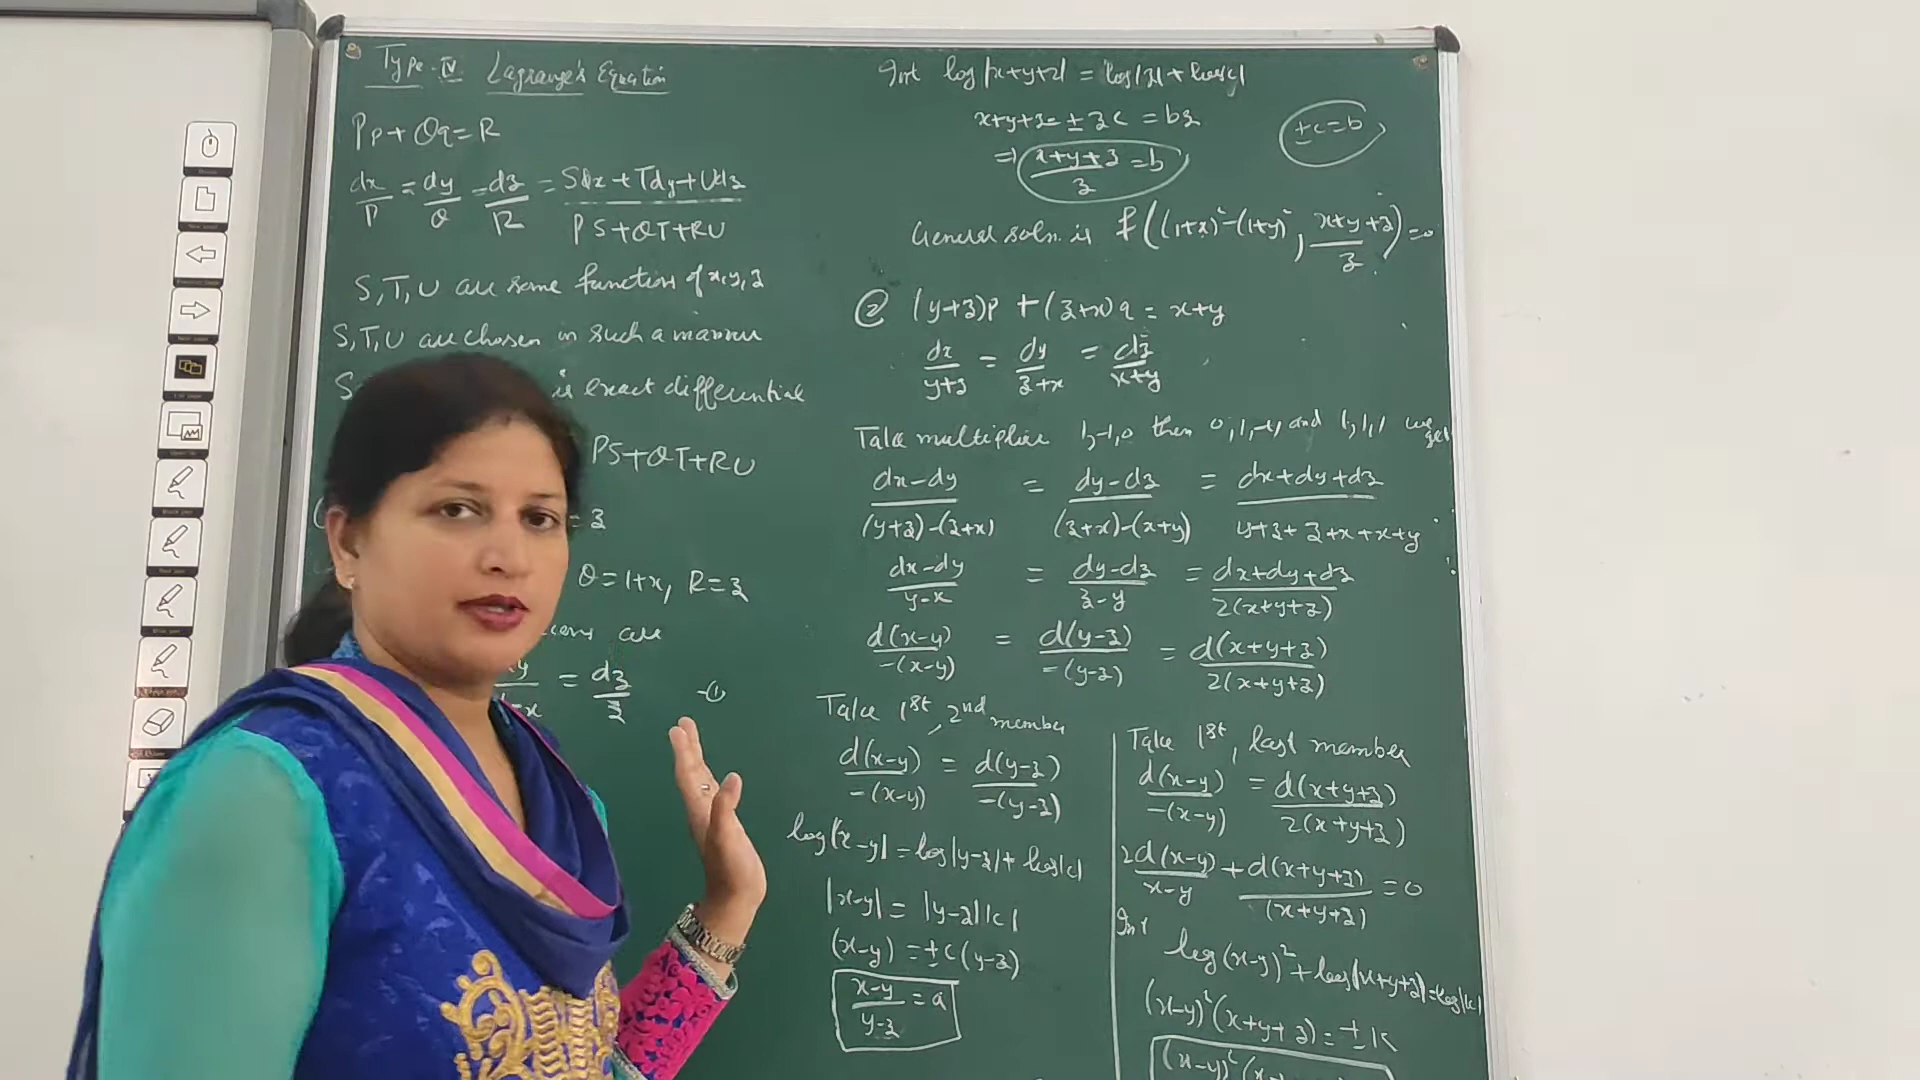 Type-IV Lagrange's Equation
Pp+Qq=R
dx/P = dy/Q = dz/R = Sdx+Tdy+Udz/PS+QT+RU
S,T,U are some function of x,y,z
S,T,U are chosen in such a manner
S is exact differential
PS+QT+RU
= z
Q=1+x, R=z
are
= dz/z -①
Int log|x+y+z| = log|z|+log|c|
x+y+z=±zc = bz
⇒ x+y+z/z = b
±c=b
General soln. is f((1+x)²-(1+y)², x+y+z/z)=0
② (y+z)p + (z+x)q = x+y
dx/y+z = dy/z+x = dz/x+y
Take multiplier 1,-1,0 then 0,1,-1 and 1,1,1 we get
dx-dy/(y+z)-(z+x) = dy-dz/(z+x)-(x+y) = dx+dy+dz/y+z+z+x+x+y
dx-dy/y-x = dy-dz/z-y = dx+dy+dz/2(x+y+z)
d(x-y)/-(x-y) = d(y-z)/-(y-z) = d(x+y+z)/2(x+y+z)
Take 1st, 2nd member
d(x-y)/-(x-y) = d(y-z)/-(y-z)
log|x-y| = log|y-z|+log|c|
|x-y| = |y-z||c|
(x-y) = ±c(y-z)
x-y/y-z = a
Take 1st, last member
d(x-y)/-(x-y) = d(x+y+z)/2(x+y+z)
2d(x-y)/x-y + d(x+y+z)/(x+y+z) = 0
Int
log(x-y)²+log|x+y+z|=log|k|
(x-y)²(x+y+z)=±k
(x-y)²(x